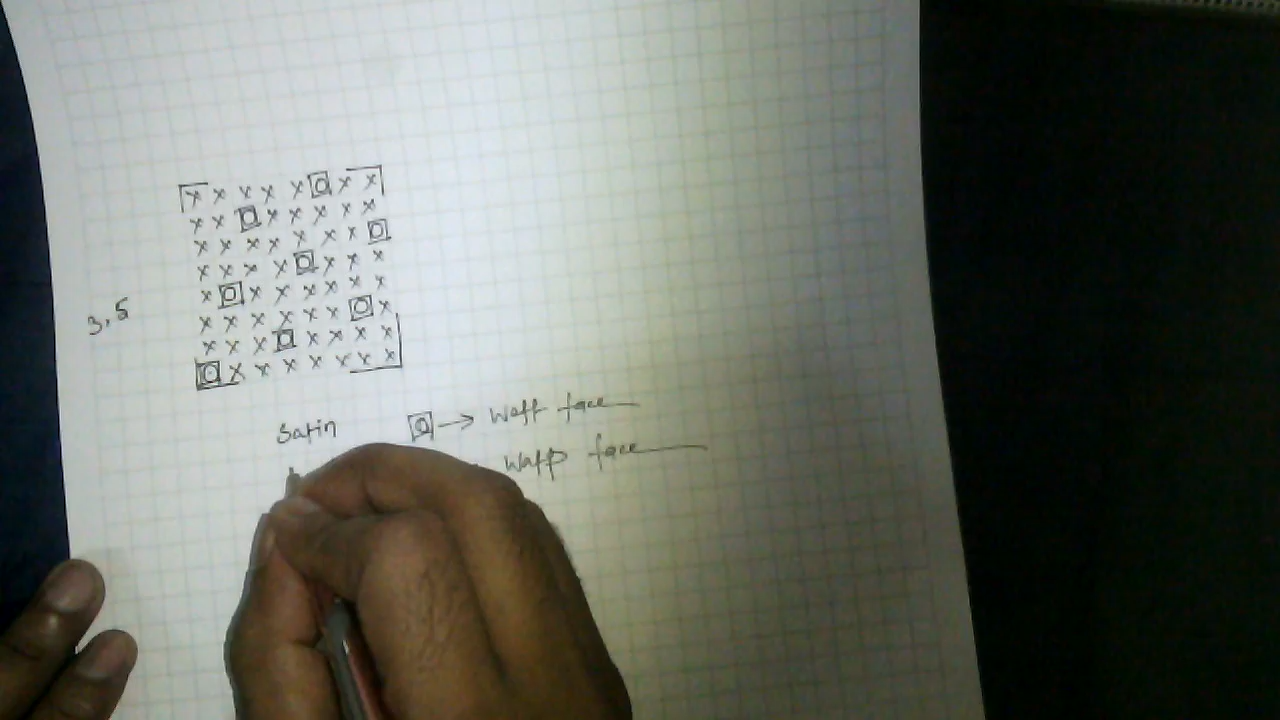 x x x x x O x x
x x O x x x x x
x x x x x x x O
x x x x O x x x
x O x x x x x x
3,5
x x x x x x O x
x x x O x x x x
O x x x x x x x
Satin
O → Weft face
Warp face